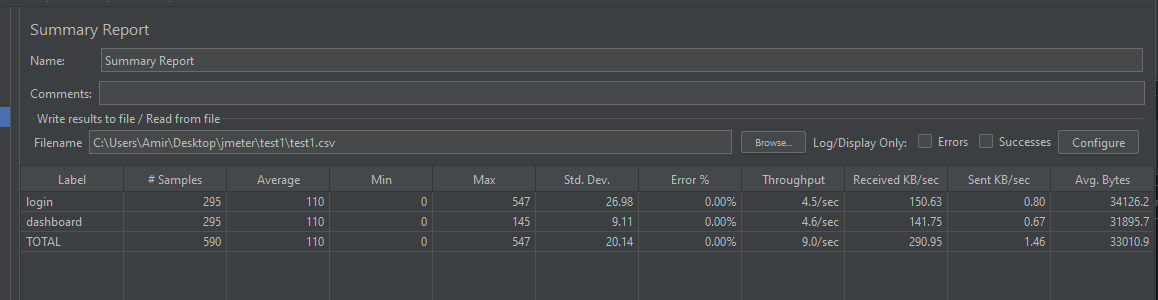 Summary Report
Name: Summary Report
Comments:
Write results to file / Read from file
Filename C:\Users\Amir\Desktop\jmeter\test1\test1.csv Browse... Log/Display Only: Errors Successes Configure
Label # Samples Average Min Max Std. Dev. Error % Throughput Received KB/sec Sent KB/sec Avg. Bytes
login 295 110 0 547 26.98 0.00% 4.5/sec 150.63 0.80 34126.2
dashboard 295 110 0 145 9.11 0.00% 4.6/sec 141.75 0.67 31895.7
TOTAL 590 110 0 547 20.14 0.00% 9.0/sec 290.95 1.46 33010.9